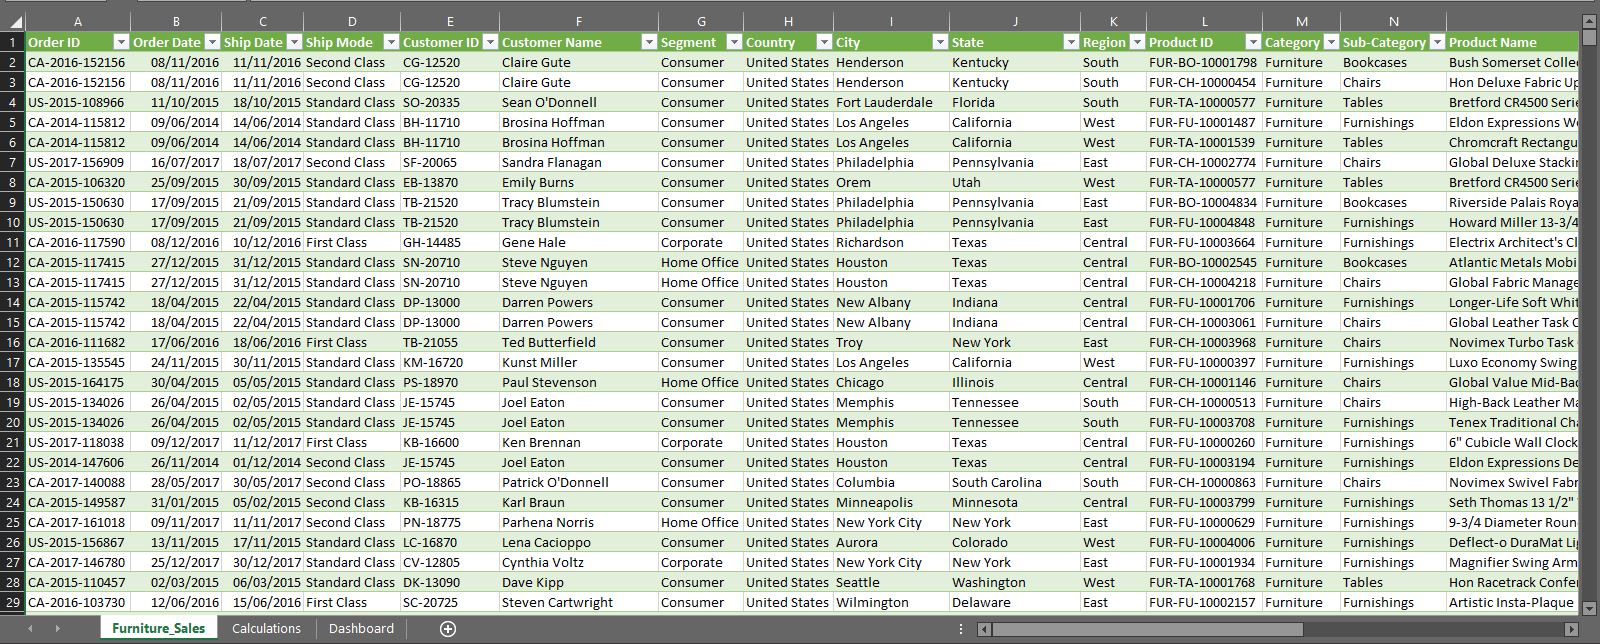 A B C D E F G H I J K L M N
1 Order ID Order Date Ship Date Ship Mode Customer ID Customer Name Segment Country City State Region Product ID Category Sub-Category Product Name
2 CA-2016-152156 08/11/2016 11/11/2016 Second Class CG-12520 Claire Gute Consumer United States Henderson Kentucky South FUR-BO-10001798 Furniture Bookcases Bush Somerset Collec
3 CA-2016-152156 08/11/2016 11/11/2016 Second Class CG-12520 Claire Gute Consumer United States Henderson Kentucky South FUR-CH-10000454 Furniture Chairs Hon Deluxe Fabric Up
4 US-2015-108966 11/10/2015 18/10/2015 Standard Class SO-20335 Sean O'Donnell Consumer United States Fort Lauderdale Florida South FUR-TA-10000577 Furniture Tables Bretford CR4500 Serie
5 CA-2014-115812 09/06/2014 14/06/2014 Standard Class BH-11710 Brosina Hoffman Consumer United States Los Angeles California West FUR-FU-10001487 Furniture Furnishings Eldon Expressions Wo
6 CA-2014-115812 09/06/2014 14/06/2014 Standard Class BH-11710 Brosina Hoffman Consumer United States Los Angeles California West FUR-TA-10001539 Furniture Tables Chromcraft Rectangu
7 US-2017-156909 16/07/2017 18/07/2017 Second Class SF-20065 Sandra Flanagan Consumer United States Philadelphia Pennsylvania East FUR-CH-10002774 Furniture Chairs Global Deluxe Stackin
8 CA-2015-106320 25/09/2015 30/09/2015 Standard Class EB-13870 Emily Burns Consumer United States Orem Utah West FUR-TA-10000577 Furniture Tables Bretford CR4500 Serie
9 US-2015-150630 17/09/2015 21/09/2015 Standard Class TB-21520 Tracy Blumstein Consumer United States Philadelphia Pennsylvania East FUR-BO-10004834 Furniture Bookcases Riverside Palais Roya
10 US-2015-150630 17/09/2015 21/09/2015 Standard Class TB-21520 Tracy Blumstein Consumer United States Philadelphia Pennsylvania East FUR-FU-10004848 Furniture Furnishings Howard Miller 13-3/4
11 CA-2016-117590 08/12/2016 10/12/2016 First Class GH-14485 Gene Hale Corporate United States Richardson Texas Central FUR-FU-10003664 Furniture Furnishings Electrix Architect's Cl
12 CA-2015-117415 27/12/2015 31/12/2015 Standard Class SN-20710 Steve Nguyen Home Office United States Houston Texas Central FUR-BO-10002545 Furniture Bookcases Atlantic Metals Mobi
13 CA-2015-117415 27/12/2015 31/12/2015 Standard Class SN-20710 Steve Nguyen Home Office United States Houston Texas Central FUR-CH-10004218 Furniture Chairs Global Fabric Manage
14 CA-2015-115742 18/04/2015 22/04/2015 Standard Class DP-13000 Darren Powers Consumer United States New Albany Indiana Central FUR-FU-10001706 Furniture Furnishings Longer-Life Soft Whit
15 CA-2015-115742 18/04/2015 22/04/2015 Standard Class DP-13000 Darren Powers Consumer United States New Albany Indiana Central FUR-CH-10003061 Furniture Chairs Global Leather Task C
16 CA-2016-111682 17/06/2016 18/06/2016 First Class TB-21055 Ted Butterfield Consumer United States Troy New York East FUR-CH-10003968 Furniture Chairs Novimex Turbo Task
17 CA-2015-135545 24/11/2015 30/11/2015 Standard Class KM-16720 Kunst Miller Consumer United States Los Angeles California West FUR-FU-10000397 Furniture Furnishings Luxo Economy Swing
18 US-2015-164175 30/04/2015 05/05/2015 Standard Class PS-18970 Paul Stevenson Home Office United States Chicago Illinois Central FUR-CH-10001146 Furniture Chairs Global Value Mid-Bac
19 US-2015-134026 26/04/2015 02/05/2015 Standard Class JE-15745 Joel Eaton Consumer United States Memphis Tennessee South FUR-CH-10000513 Furniture Chairs High-Back Leather Ma
20 US-2015-134026 26/04/2015 02/05/2015 Standard Class JE-15745 Joel Eaton Consumer United States Memphis Tennessee South FUR-FU-10003708 Furniture Furnishings Tenex Traditional Cha
21 US-2017-118038 09/12/2017 11/12/2017 First Class KB-16600 Ken Brennan Corporate United States Houston Texas Central FUR-FU-10000260 Furniture Furnishings 6" Cubicle Wall Clock
22 US-2014-147606 26/11/2014 01/12/2014 Second Class JE-15745 Joel Eaton Consumer United States Houston Texas Central FUR-FU-10003194 Furniture Furnishings Eldon Expressions De
23 CA-2017-140088 28/05/2017 30/05/2017 Second Class PO-18865 Patrick O'Donnell Consumer United States Columbia South Carolina South FUR-CH-10000863 Furniture Chairs Novimex Swivel Fabr
24 CA-2015-149587 31/01/2015 05/02/2015 Second Class KB-16315 Karl Braun Consumer United States Minneapolis Minnesota Central FUR-FU-10003799 Furniture Furnishings Seth Thomas 13 1/2"
25 CA-2017-161018 09/11/2017 11/11/2017 Second Class PN-18775 Parhena Norris Home Office United States New York City New York East FUR-FU-10000629 Furniture Furnishings 9-3/4 Diameter Roun
26 US-2015-156867 13/11/2015 17/11/2015 Standard Class LC-16870 Lena Cacioppo Consumer United States Aurora Colorado West FUR-FU-10004006 Furniture Furnishings Deflect-o DuraMat Li
27 CA-2017-146780 25/12/2017 30/12/2017 Standard Class CV-12805 Cynthia Voltz Corporate United States New York City New York East FUR-FU-10001934 Furniture Furnishings Magnifier Swing Arm
28 CA-2015-110457 02/03/2015 06/03/2015 Standard Class DK-13090 Dave Kipp Consumer United States Seattle Washington West FUR-TA-10001768 Furniture Tables Hon Racetrack Confer
29 CA-2016-103730 12/06/2016 15/06/2016 First Class SC-20725 Steven Cartwright Consumer United States Wilmington Delaware East FUR-FU-10002157 Furniture Furnishings Artistic Insta-Plaque
Furniture_Sales Calculations Dashboard